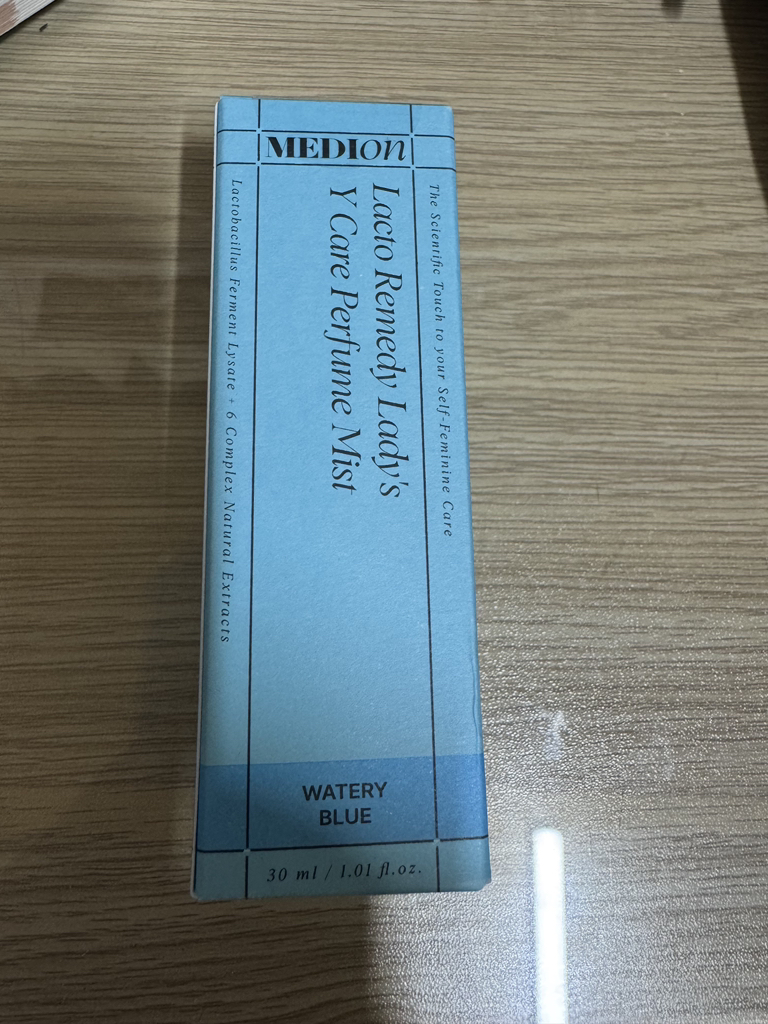 MEDION
The Scientific Touch to your Self-Feminine Care
Lacto Remedy Lady's
Y Care Perfume Mist
Lactobacillus Ferment Lysate + 6 Complex Natural Extracts
WATERY
BLUE
30 ml / 1.01 fl.oz.